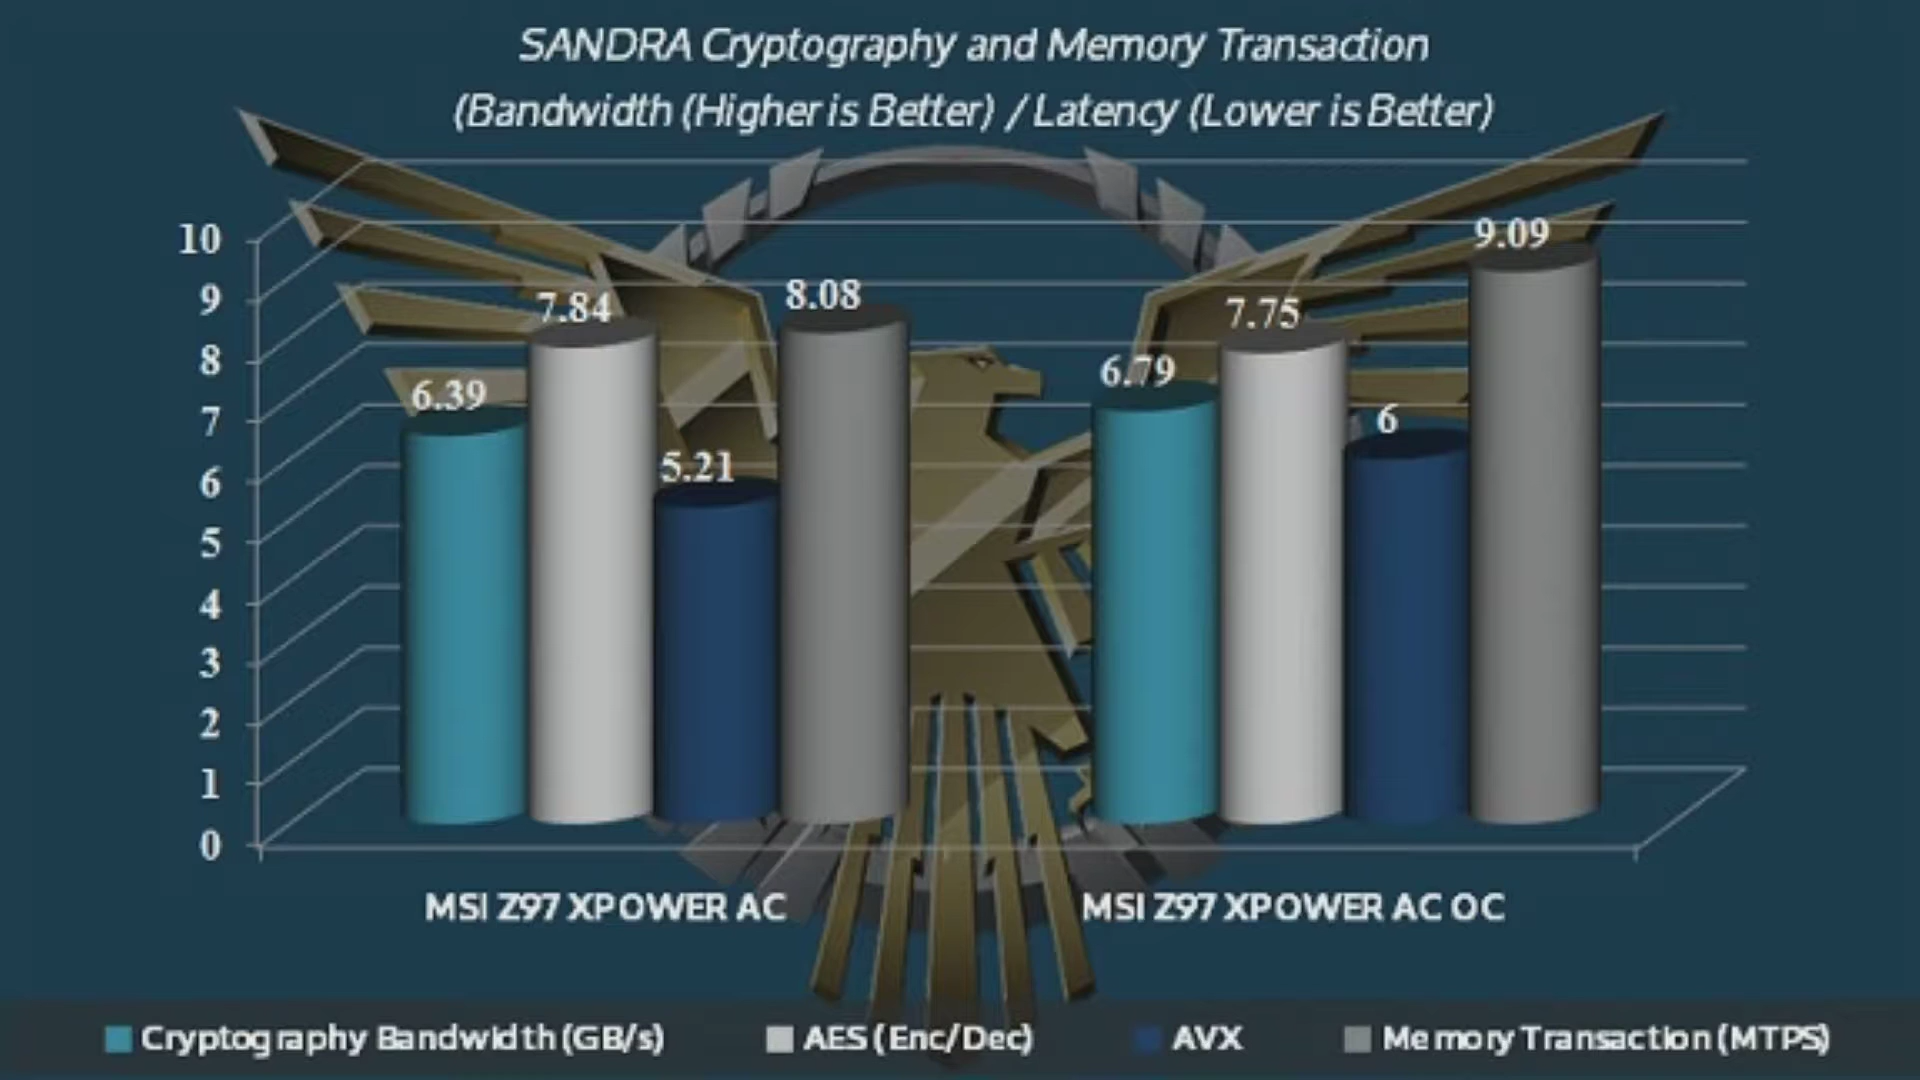 SANDRA Cryptography and Memory Transaction
(Bandwidth (Higher is Better) / Latency (Lower is Better)
10
9
8
7
6
5
4
3
2
1
0
6.39
7.84
5.21
8.08
6.79
7.75
6
9.09
MSI Z97 XPOWER AC
MSI Z97 XPOWER AC OC
Cryptography Bandwidth (GB/s)
AES (Enc/Dec)
AVX
Memory Transaction (MTPS)